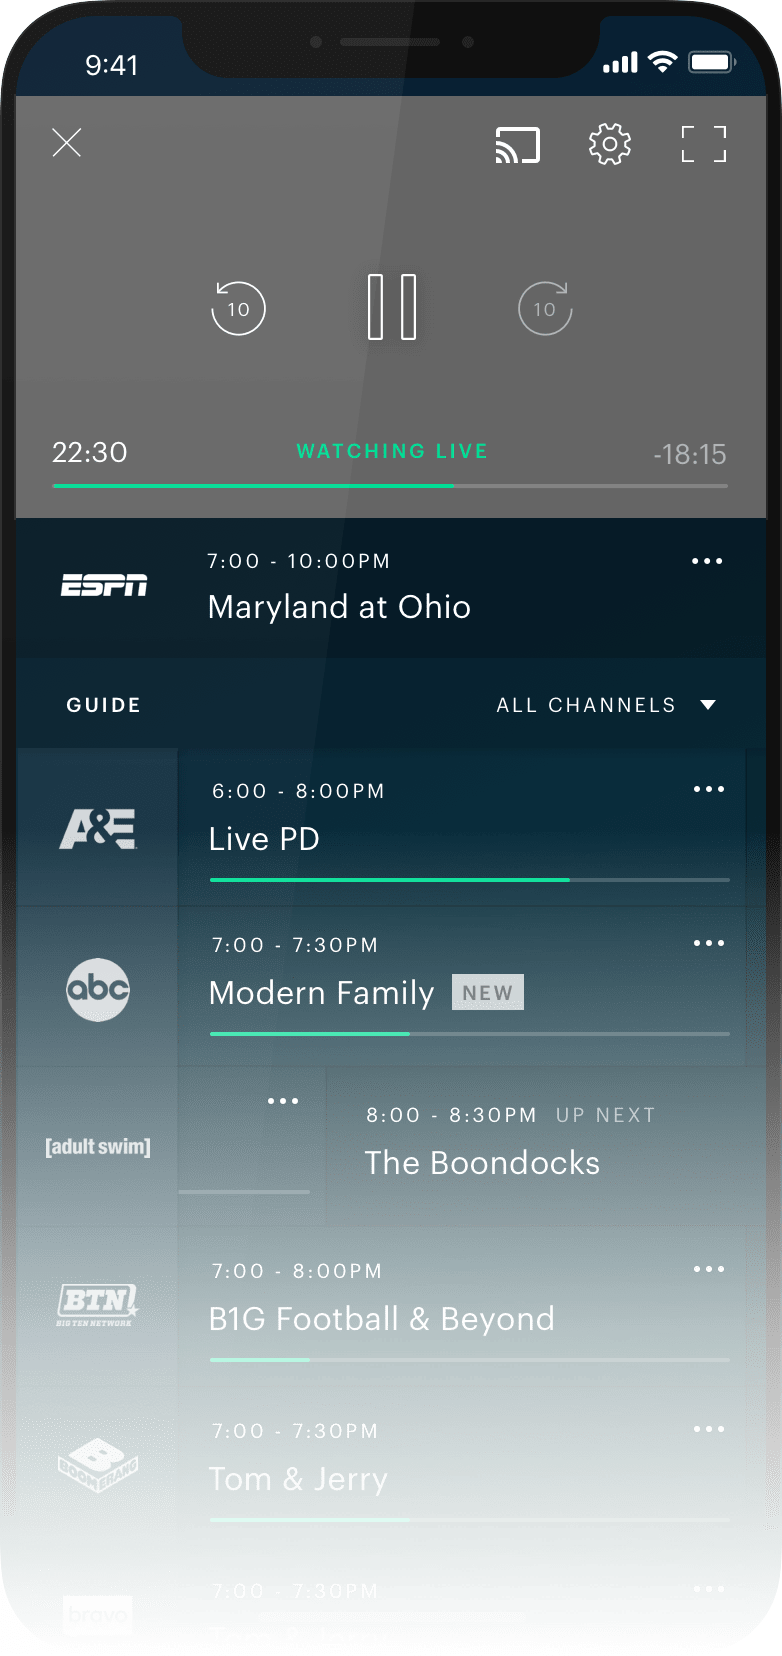 9:41
10
10
22:30 WATCHING LIVE -18:15
ESPN
7:00 - 10:00PM
Maryland at Ohio
GUIDE ALL CHANNELS
A&E
6:00 - 8:00PM
Live PD
abc
7:00 - 7:30PM
Modern Family NEW
[adult swim]
8:00 - 8:30PM UP NEXT
The Boondocks
BTN
BIG TEN NETWORK
7:00 - 8:00PM
B1G Football & Beyond
B
BOOMERANG
7:00 - 7:30PM
Tom & Jerry
bravo
7:00 - 7:30PM